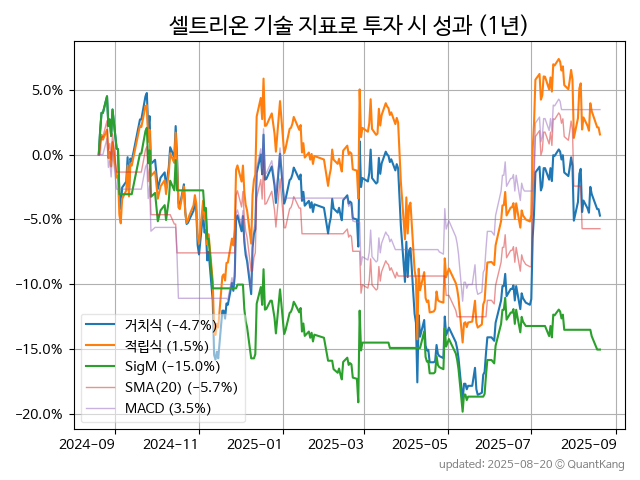 셀트리온 기술 지표로 투자 시 성과 (1년)
5.0%
0.0%
−5.0%
−10.0%
−15.0%
−20.0%
거치식 (−4.7%)
적립식 (1.5%)
SigM (−15.0%)
SMA(20) (−5.7%)
MACD (3.5%)
2024-09 2024-11 2025-01 2025-03 2025-05 2025-07 2025-09
updated: 2025-08-20 © QuantKang